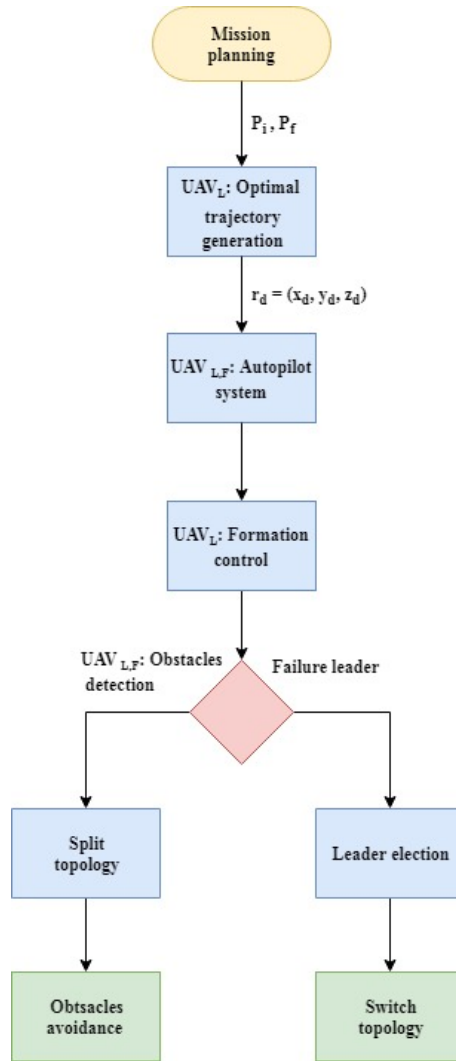 Mission
planning
P_i , P_f
UAV_L: Optimal
trajectory
generation
r_d = (x_d, y_d, z_d)
UAV_L,F: Autopilot
system
UAV_L: Formation
control
UAV_L,F: Obstacles
detection
Failure leader
Split
topology
Leader election
Obtsacles
avoidance
Switch
topology